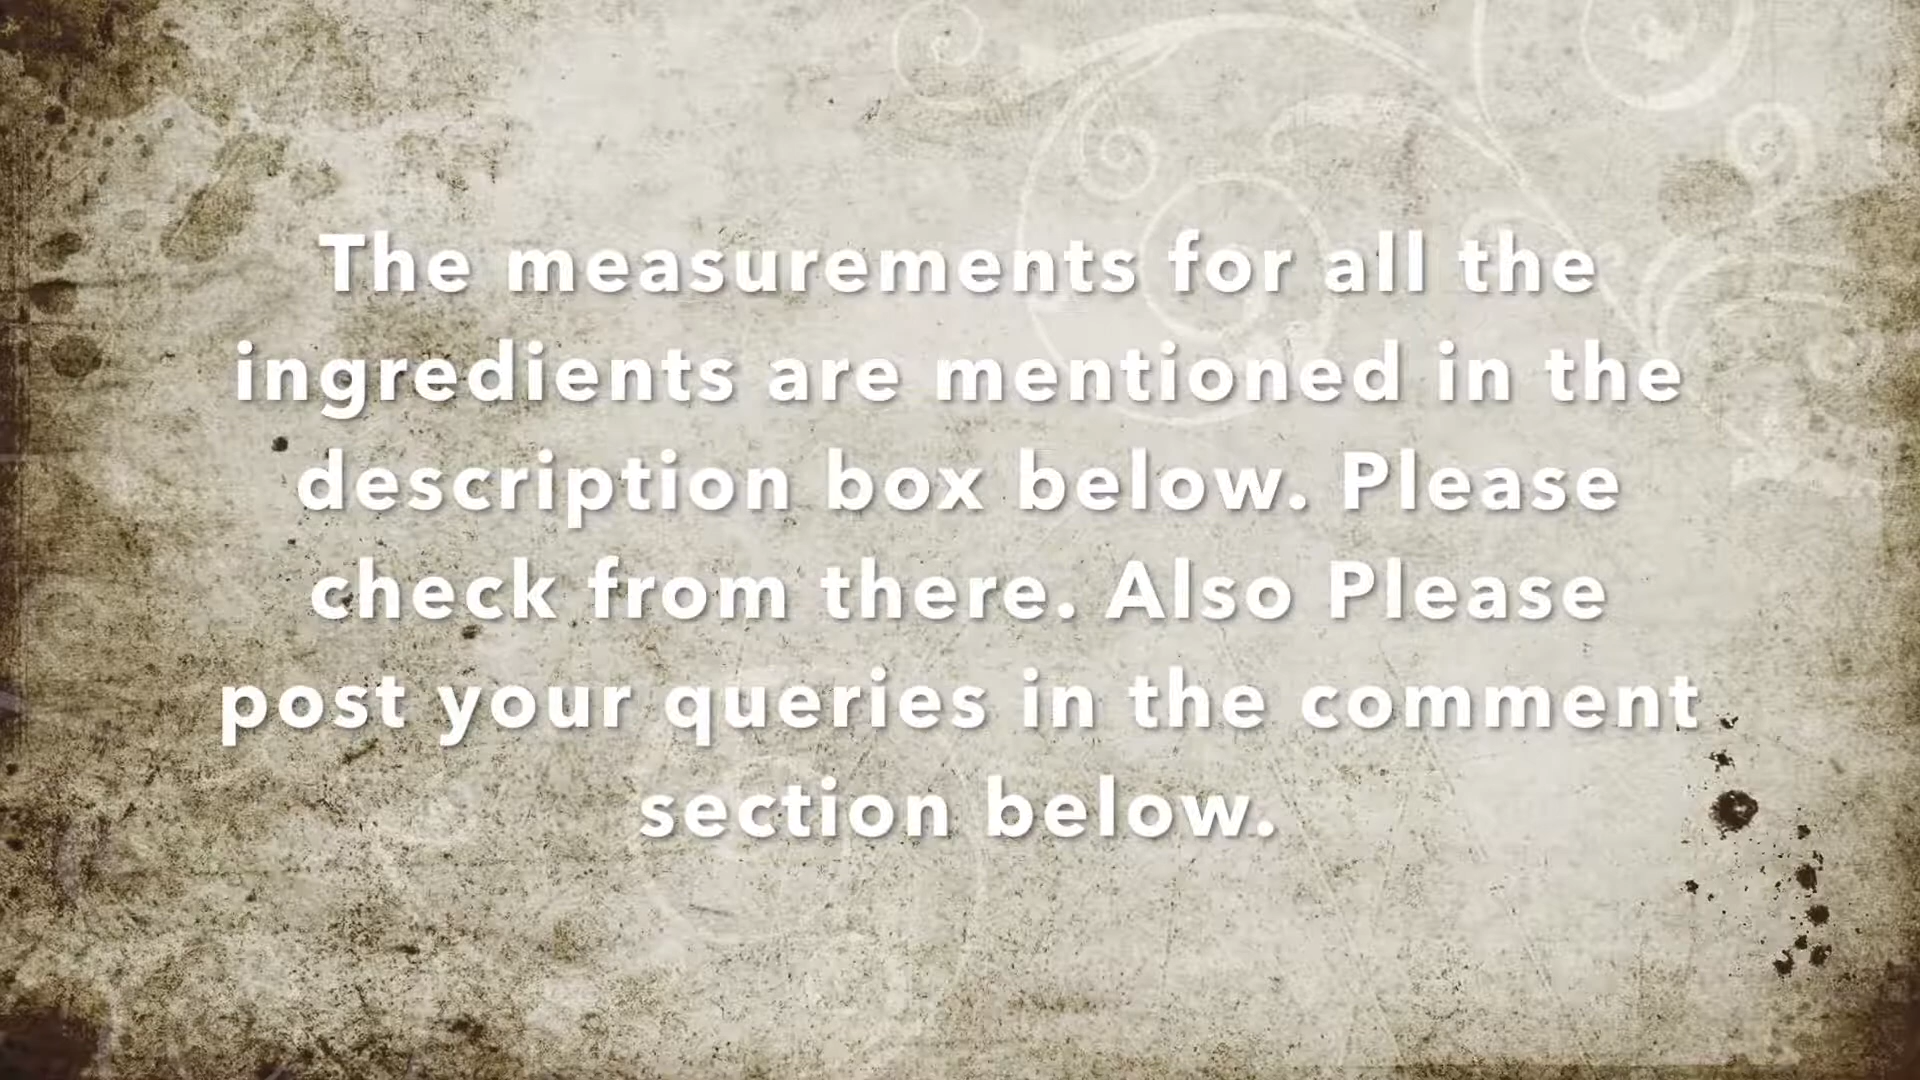 The measurements for all the
ingredients are mentioned in the
description box below. Please
check from there. Also Please
post your queries in the comment
section below.